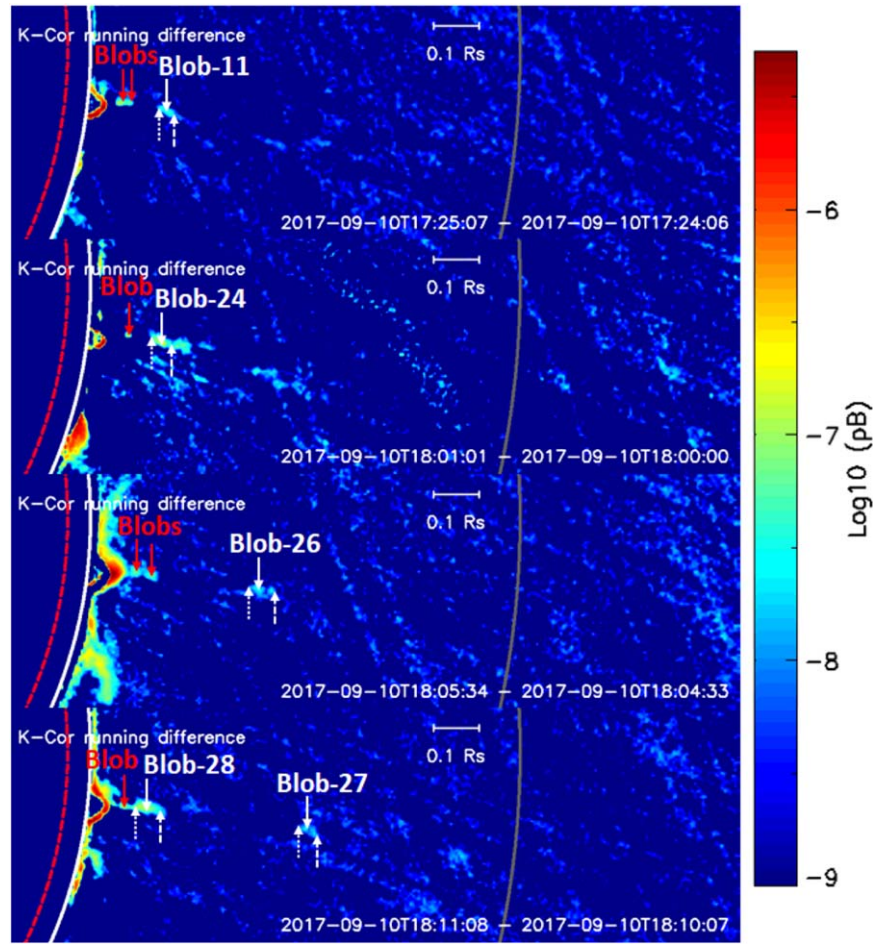 K-Cor running difference
0.1 Rs
Blobs
Blob-11
2017-09-10T17:25:07 - 2017-09-10T17:24:06
K-Cor running difference
0.1 Rs
Blob
Blob-24
2017-09-10T18:01:01 - 2017-09-10T18:00:00
K-Cor running difference
0.1 Rs
Blobs
Blob-26
2017-09-10T18:05:34 - 2017-09-10T18:04:33
K-Cor running difference
0.1 Rs
Blob
Blob-28
Blob-27
2017-09-10T18:11:08 - 2017-09-10T18:10:07
-6
-7
-8
-9
Log10 (pB)